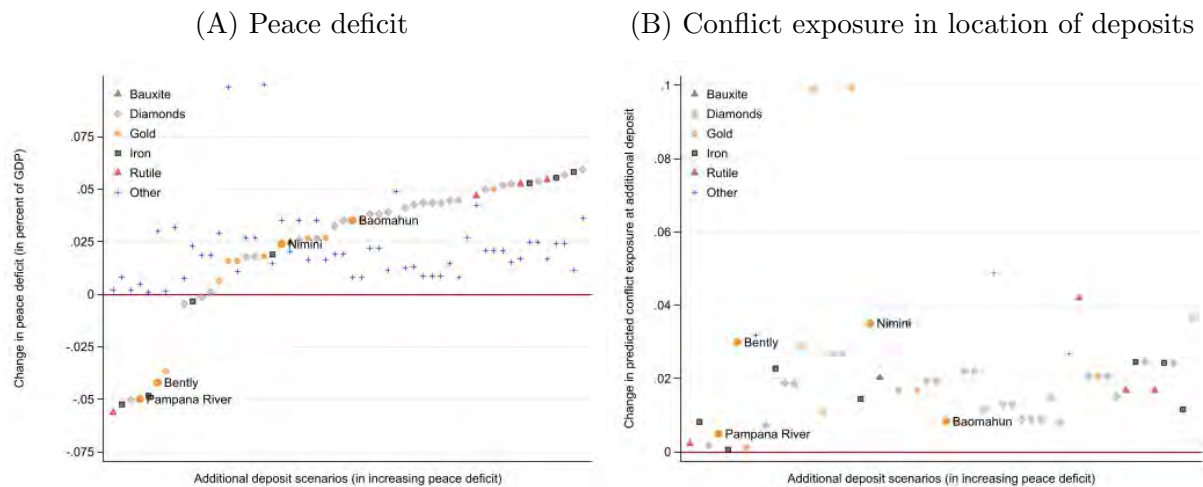 (A) Peace deficit
Change in peace deficit (in percent of GDP)
.075
.05
.025
0
-.025
-.05
-.075
Bauxite
Diamonds
Gold
Iron
Rutile
Other
Baomahun
Nimini
Bently
Pampana River
Additional deposit scenarios (in increasing peace deficit)
(B) Conflict exposure in location of deposits
Change in predicted conflict exposure at additional deposit
.1
.08
.06
.04
.02
0
Bauxite
Diamonds
Gold
Iron
Rutile
Other
Nimini
Bently
Baomahun
Pampana River
Additional deposit scenarios (in increasing peace deficit)